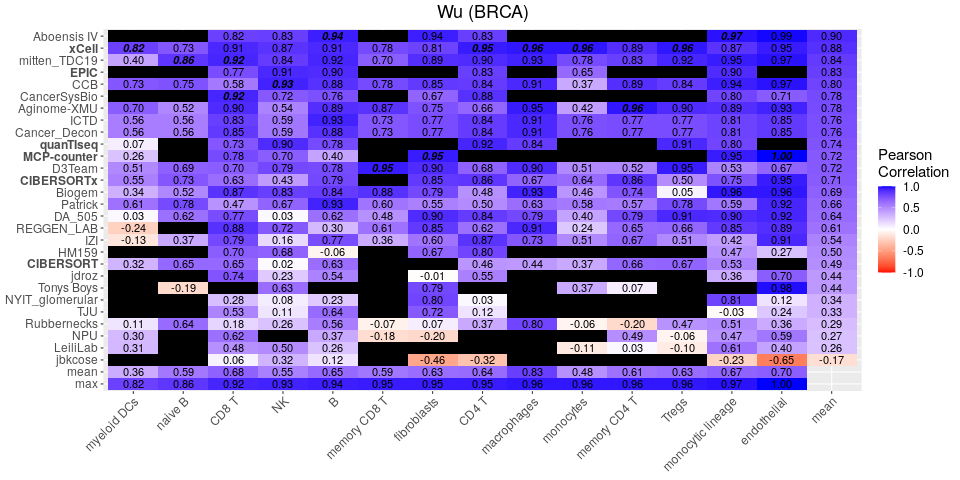 Wu (BRCA)
Aboensis IV 0.82 0.83 0.94 0.94 0.83 0.97 0.99 0.90
xCell 0.82 0.73 0.91 0.87 0.91 0.78 0.81 0.95 0.96 0.96 0.89 0.96 0.87 0.95 0.88
mitten_TDC19 0.40 0.86 0.92 0.84 0.92 0.70 0.89 0.90 0.93 0.78 0.83 0.92 0.95 0.97 0.84
EPIC 0.77 0.91 0.90 0.83 0.65 0.90 0.83
CCB 0.73 0.75 0.58 0.93 0.88 0.78 0.85 0.84 0.91 0.37 0.89 0.84 0.94 0.97 0.80
CancerSysBio 0.92 0.72 0.76 0.67 0.88 0.80 0.71 0.78
Aginome-XMU 0.70 0.52 0.90 0.54 0.89 0.87 0.75 0.66 0.95 0.42 0.96 0.90 0.89 0.93 0.78
ICTD 0.56 0.56 0.83 0.59 0.93 0.73 0.77 0.84 0.91 0.76 0.77 0.77 0.81 0.85 0.76
Cancer_Decon 0.56 0.56 0.85 0.59 0.88 0.73 0.77 0.84 0.91 0.76 0.77 0.77 0.81 0.85 0.76
quanTIseq 0.07 0.73 0.90 0.78 0.92 0.84 0.91 0.80 0.74
MCP-counter 0.26 0.78 0.70 0.40 0.95 0.95 1.00 0.72
D3Team 0.51 0.69 0.70 0.79 0.78 0.95 0.90 0.68 0.90 0.51 0.52 0.95 0.53 0.67 0.72
CIBERSORTx 0.55 0.73 0.63 0.43 0.79 0.85 0.86 0.67 0.64 0.86 0.50 0.75 0.95 0.71
Biogem 0.34 0.52 0.87 0.83 0.84 0.88 0.79 0.48 0.93 0.46 0.74 0.05 0.96 0.96 0.69
Patrick 0.61 0.78 0.47 0.67 0.93 0.60 0.55 0.50 0.63 0.58 0.57 0.78 0.59 0.92 0.66
DA_505 0.03 0.62 0.77 0.03 0.62 0.48 0.90 0.84 0.79 0.40 0.79 0.91 0.90 0.92 0.64
REGGEN_LAB -0.24 0.88 0.72 0.30 0.61 0.85 0.62 0.91 0.24 0.65 0.66 0.85 0.89 0.61
IZI -0.13 0.37 0.79 0.16 0.77 0.36 0.60 0.87 0.73 0.51 0.67 0.51 0.42 0.91 0.54
HM159 0.70 0.68 -0.06 0.67 0.80 0.47 0.27 0.50
CIBERSORT 0.32 0.65 0.65 0.02 0.63 0.46 0.44 0.37 0.66 0.67 0.53 0.49
jdroz 0.74 0.23 0.54 -0.01 0.55 0.36 0.70 0.44
Tonys Boys -0.19 0.63 0.79 0.37 0.07 0.98 0.44
NYIT_glomerular 0.28 0.08 0.23 0.80 0.03 0.81 0.12 0.34
TJU 0.53 0.11 0.64 0.72 0.12 -0.03 0.24 0.33
Rubbernecks 0.11 0.64 0.18 0.26 0.56 -0.07 0.07 0.37 0.80 -0.06 -0.20 0.47 0.51 0.36 0.29
NPU 0.30 0.62 0.37 -0.18 -0.20 0.49 -0.06 0.47 0.59 0.27
LeiliLab 0.31 0.48 0.50 0.26 -0.11 0.03 -0.10 0.61 0.40 0.26
jbkcose 0.06 0.32 0.12 -0.46 -0.32 -0.23 -0.65 -0.17
mean 0.36 0.59 0.68 0.55 0.65 0.59 0.63 0.64 0.83 0.48 0.61 0.63 0.67 0.70
max 0.82 0.86 0.92 0.93 0.94 0.95 0.95 0.95 0.96 0.96 0.96 0.96 0.97 1.00
myeloid DCs
naive B
CD8 T
NK
B
memory CD8 T
fibroblasts
CD4 T
macrophages
monocytes
memory CD4 T
Tregs
monocytic lineage
endothelial
mean
Pearson
Correlation
1.0
0.5
0.0
-0.5
-1.0